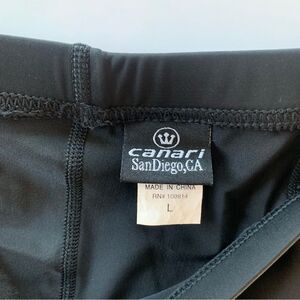 canari
SanDiego,CA
MADE IN CHINA
RN# 100814
L